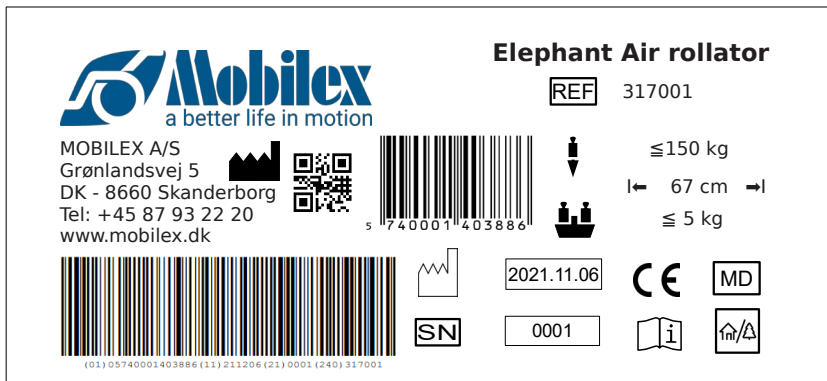 Mobilex
a better life in motion
Elephant Air rollator
REF 317001
MOBILEX A/S
Grønlandsvej 5
DK - 8660 Skanderborg
Tel: +45 87 93 22 20
www.mobilex.dk
5 740001 403886
≦150 kg
67 cm
≦ 5 kg
2021.11.06
CE
MD
SN
0001
i
(01)05740001403886(11)211206(21)0001(240)317001